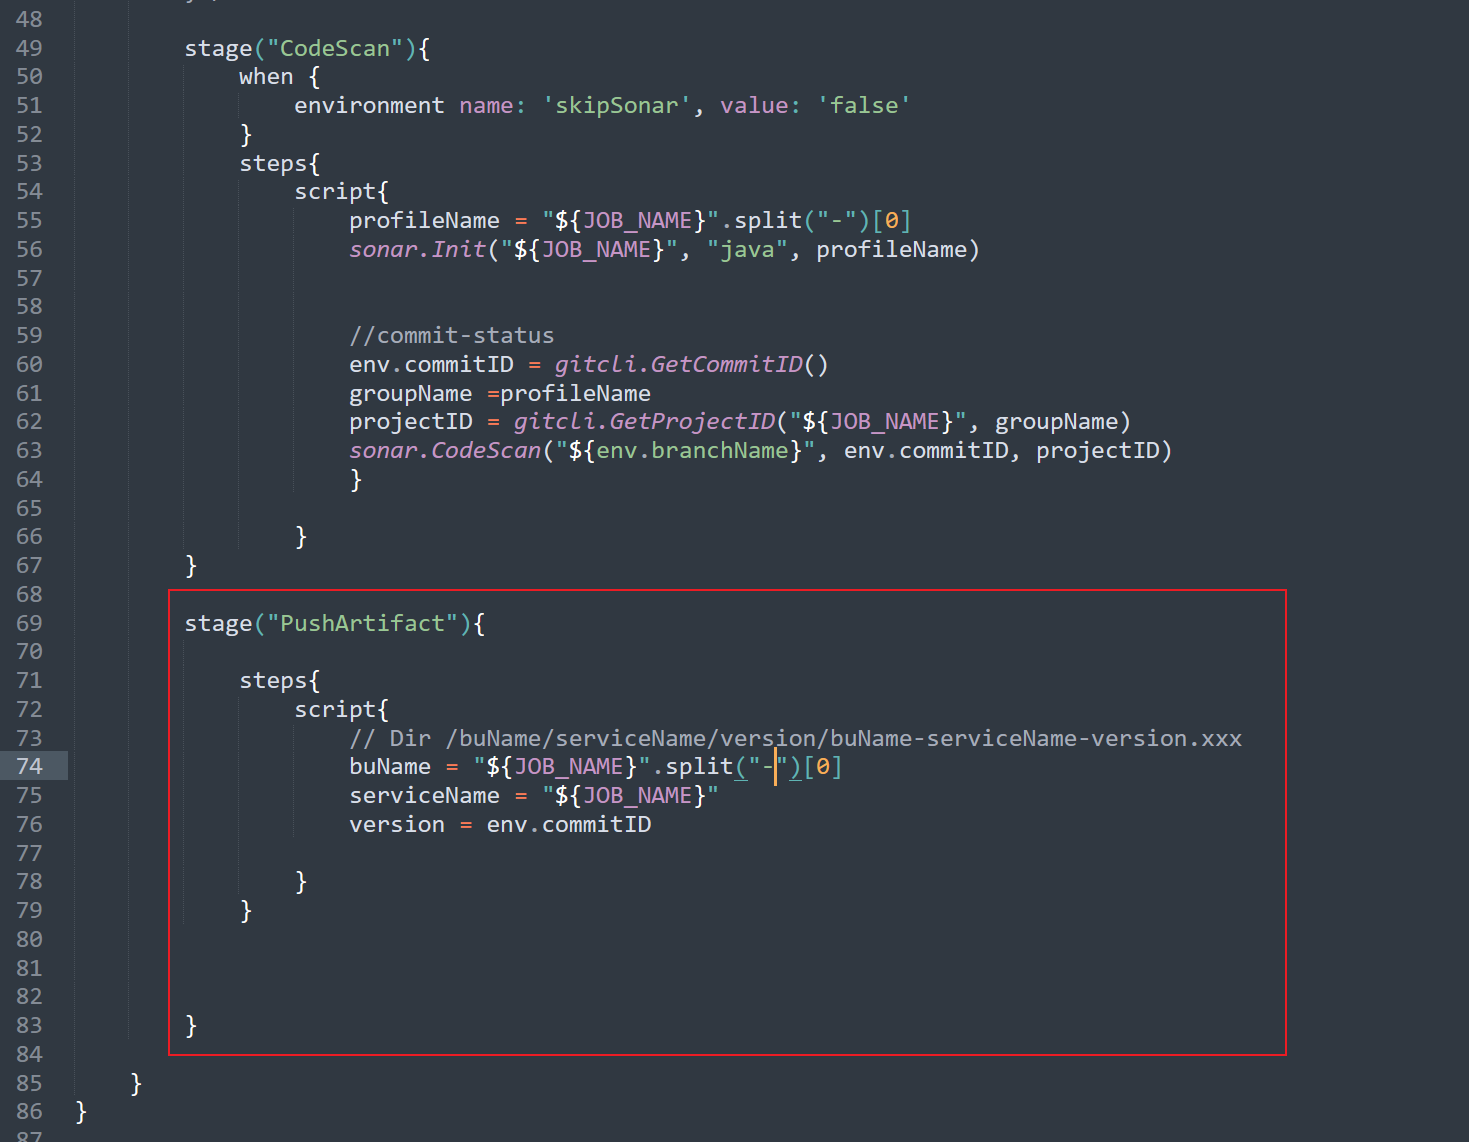 48
49 stage("CodeScan"){
50 when {
51 environment name: 'skipSonar', value: 'false'
52 }
53 steps{
54 script{
55 profileName = "${JOB_NAME}".split("-")[0]
56 sonar.Init("${JOB_NAME}", "java", profileName)
57
58
59 //commit-status
60 env.commitID = gitcli.GetCommitID()
61 groupName =profileName
62 projectID = gitcli.GetProjectID("${JOB_NAME}", groupName)
63 sonar.CodeScan("${env.branchName}", env.commitID, projectID)
64 }
65
66 }
67 }
68
69 stage("PushArtifact"){
70
71 steps{
72 script{
73 // Dir /buName/serviceName/version/buName-serviceName-version.xxx
74 buName = "${JOB_NAME}".split("-")[0]
75 serviceName = "${JOB_NAME}"
76 version = env.commitID
77
78 }
79 }
80
81
82
83 }
84
85 }
86 }
87